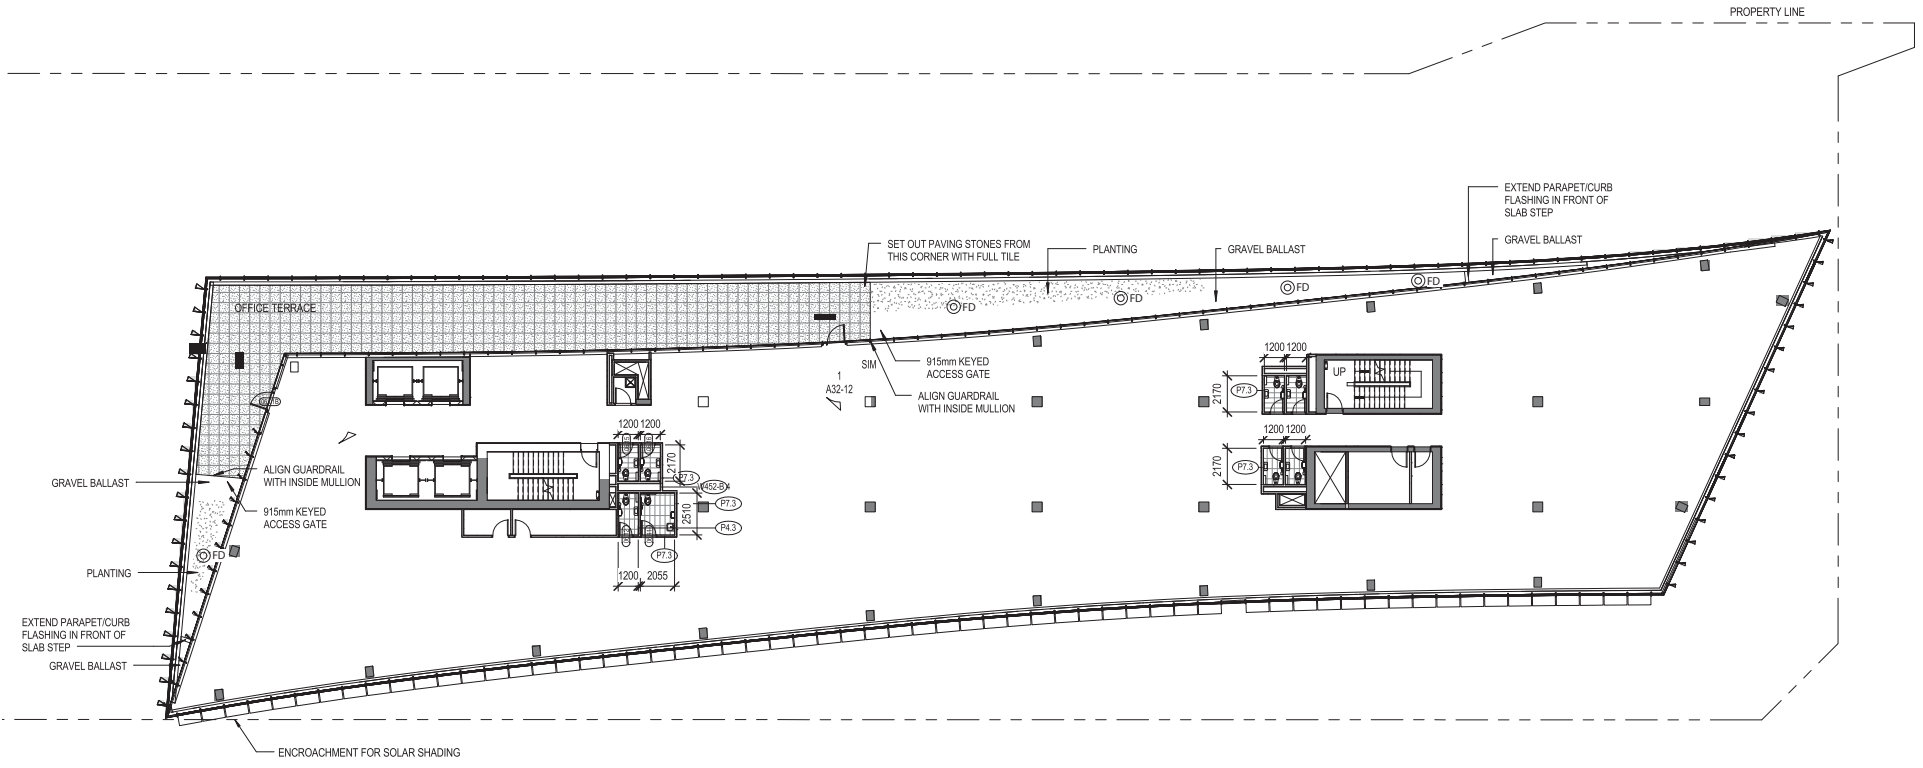 PROPERTY LINE
EXTEND PARAPET/CURB
FLASHING IN FRONT OF
SLAB STEP
SET OUT PAVING STONES FROM
THIS CORNER WITH FULL TILE
PLANTING
GRAVEL BALLAST
GRAVEL BALLAST
OFFICE TERRACE
FD
FD
FD
FD
SIM
915mm KEYED
ACCESS GATE
1
A32-12
ALIGN GUARDRAIL
WITH INSIDE MULLION
1200
1200
UP
2170
P7.3
1200
1200
2170
P7.3
1200
1200
2170
P7.3
P7.3
2510
P4.3
P7.3
1200
2055
ALIGN GUARDRAIL
WITH INSIDE MULLION
GRAVEL BALLAST
915mm KEYED
ACCESS GATE
FD
PLANTING
EXTEND PARAPET/CURB
FLASHING IN FRONT OF
SLAB STEP
GRAVEL BALLAST
ENCROACHMENT FOR SOLAR SHADING